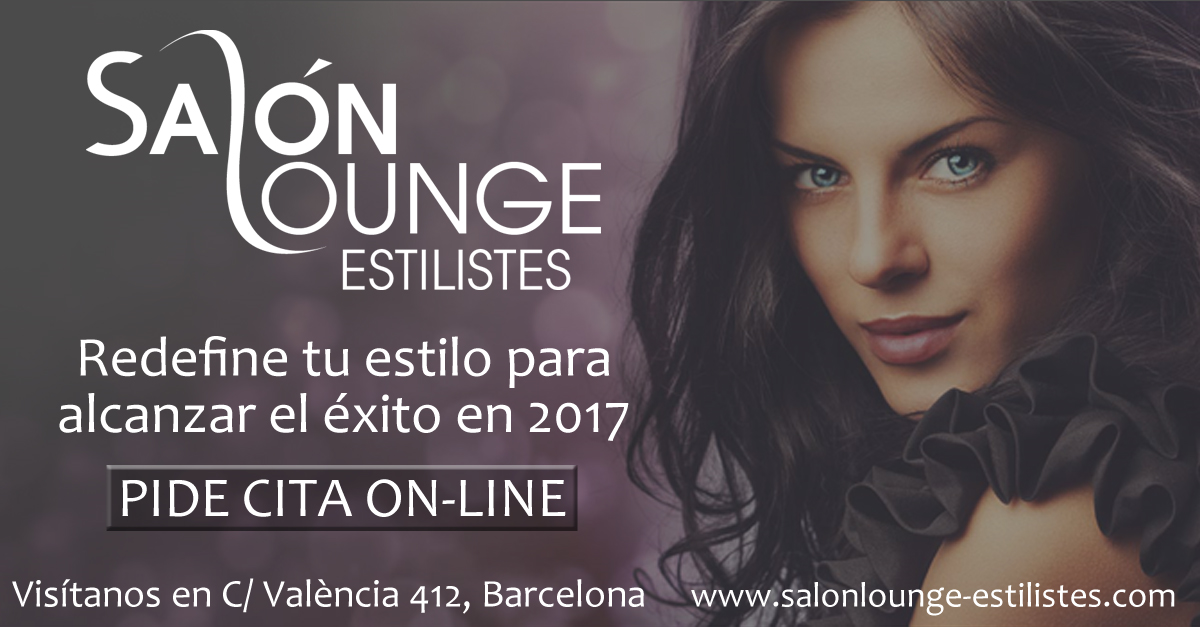 SALÓN
LOUNGE
ESTILISTES
Redefine tu estilo para
alcanzar el éxito en 2017
PIDE CITA ON-LINE
Visítanos en C/ València 412, Barcelona
www.salonlounge-estilistes.com